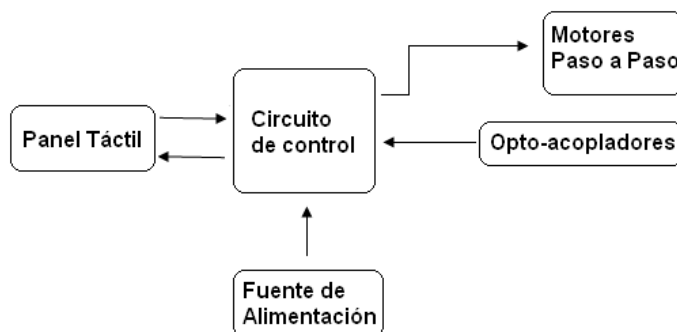 Motores
Paso a Paso
Circuito
de control
Panel Táctil
Opto-acopladores
Fuente de
Alimentación